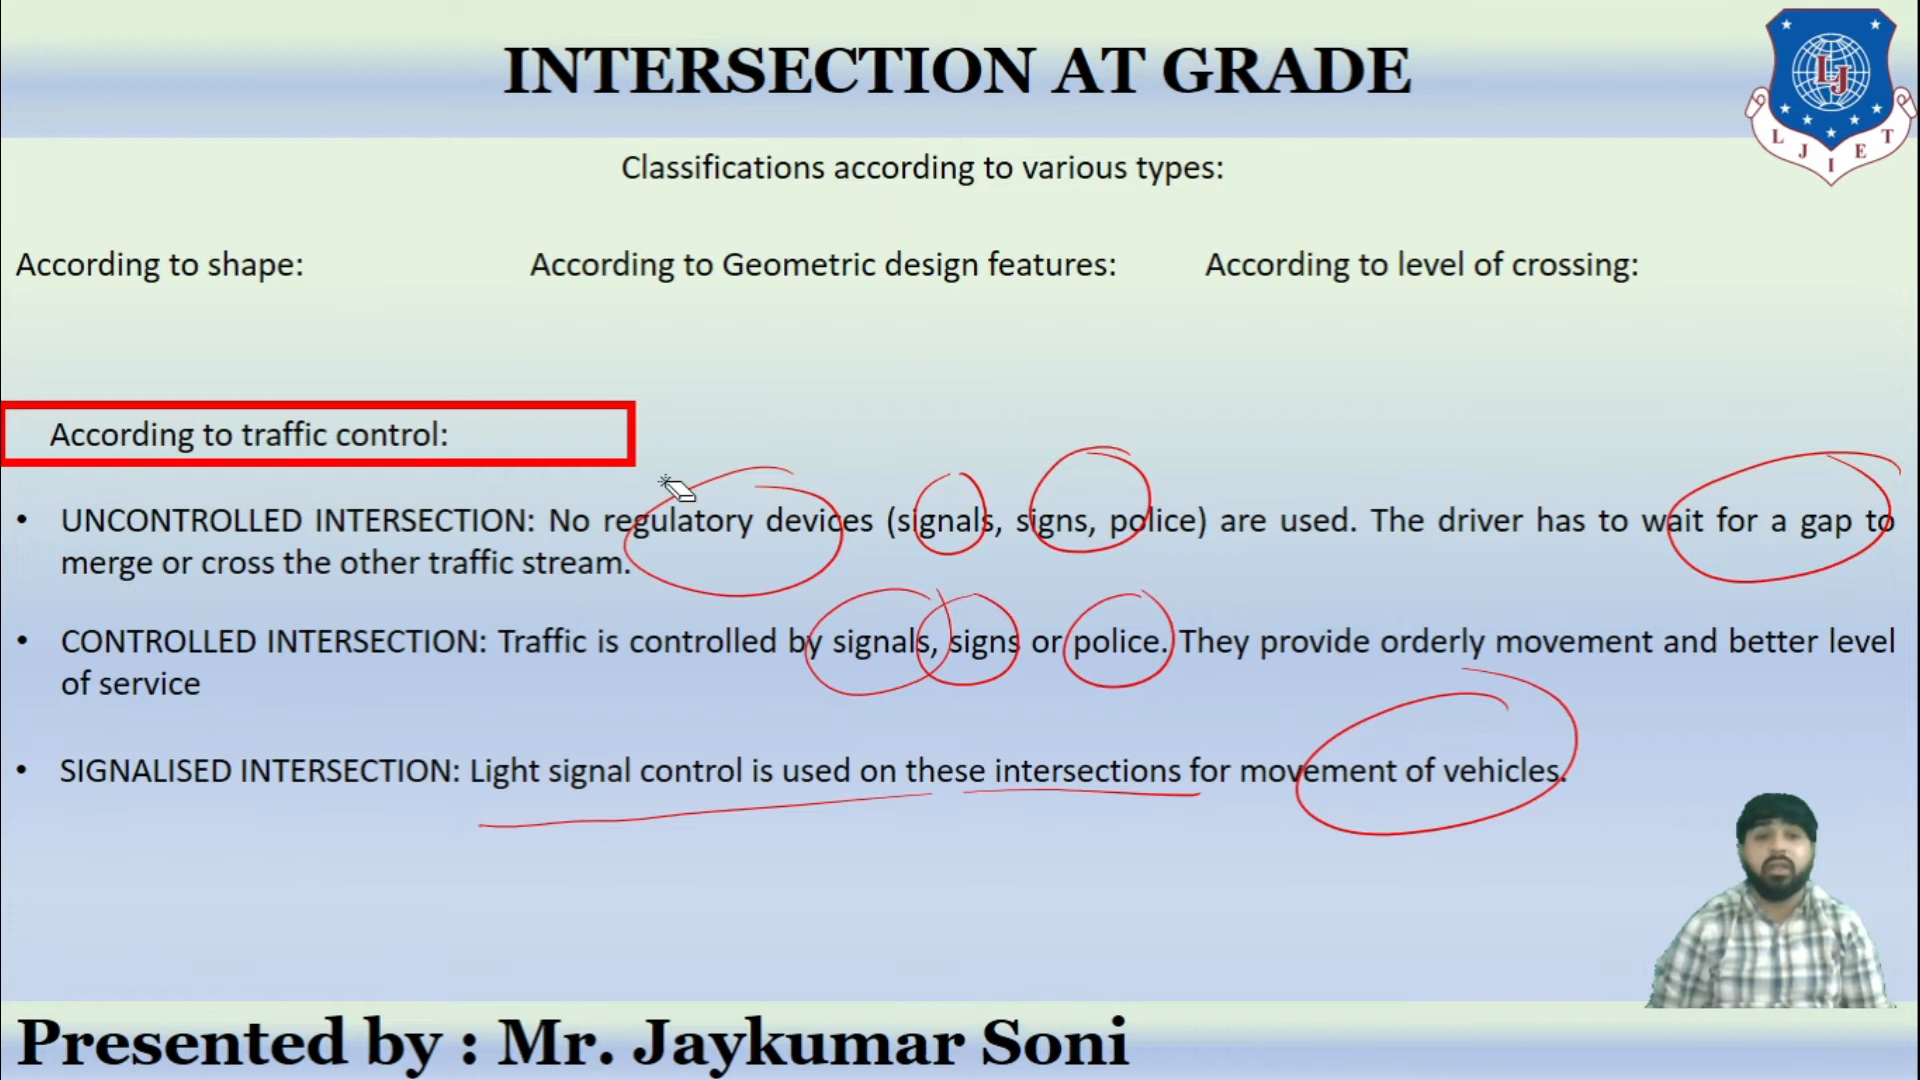 INTERSECTION AT GRADE
LJ
L J I E T
Classifications according to various types:
According to shape:
According to Geometric design features:
According to level of crossing:
According to traffic control:
• UNCONTROLLED INTERSECTION: No regulatory devices (signals, signs, police) are used. The driver has to wait for a gap to
merge or cross the other traffic stream.
• CONTROLLED INTERSECTION: Traffic is controlled by signals, signs or police. They provide orderly movement and better level
of service
• SIGNALISED INTERSECTION: Light signal control is used on these intersections for movement of vehicles.
Presented by : Mr. Jaykumar Soni